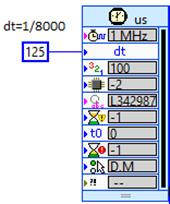 us
dt=1/8000
1 MHz
125
dt
100
-2
L342987
-1
t0
0
-1
D.M
--